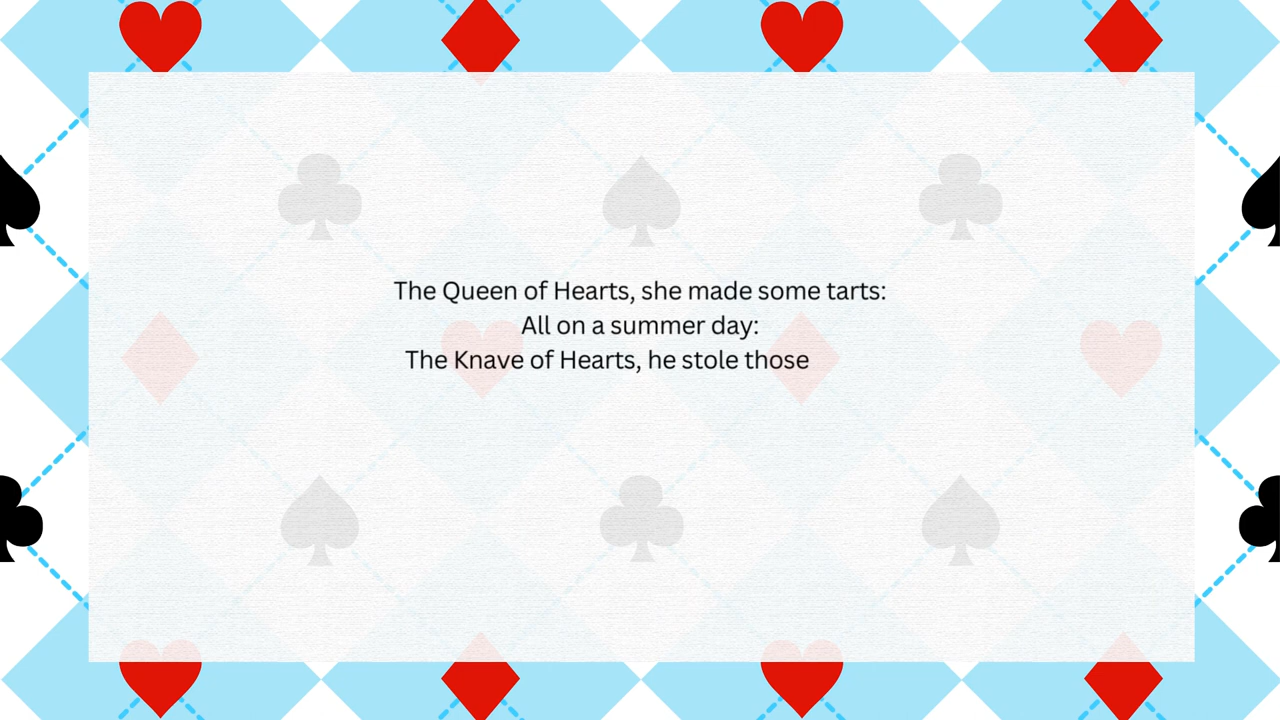 The Queen of Hearts, she made some tarts:
All on a summer day:
The Knave of Hearts, he stole those